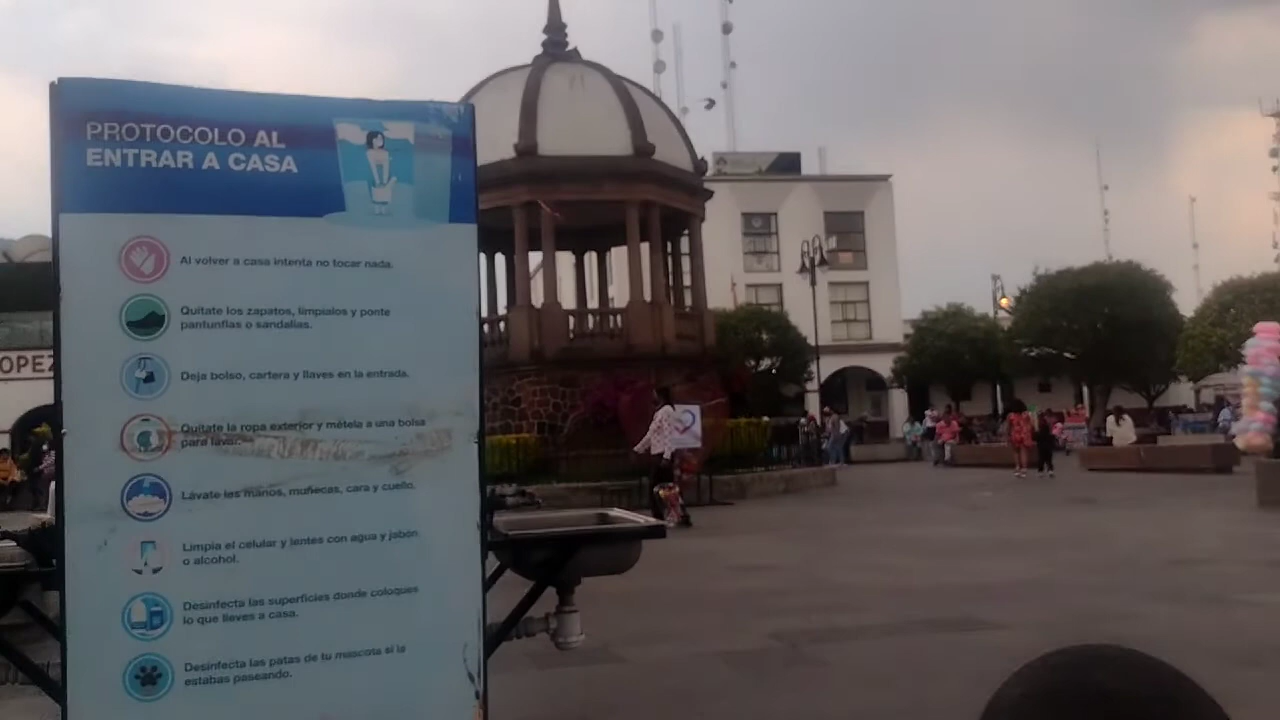 PROTOCOLO AL
ENTRAR A CASA
Al volver a casa intenta no tocar nada.
Quítate los zapatos, límpialos y ponte
pantunflas o sandalias.
Deja bolso, cartera y llaves en la entrada.
Quítate la ropa exterior y métela a una bolsa
para lavar.
Lávate las manos, muñecas, cara y cuello.
Limpia el celular y lentes con agua y jabón
o alcohol.
Desinfecta las superficies donde coloques
lo que lleves a casa.
Desinfecta las patas de tu mascota si la
estabas paseando.
OPEZ